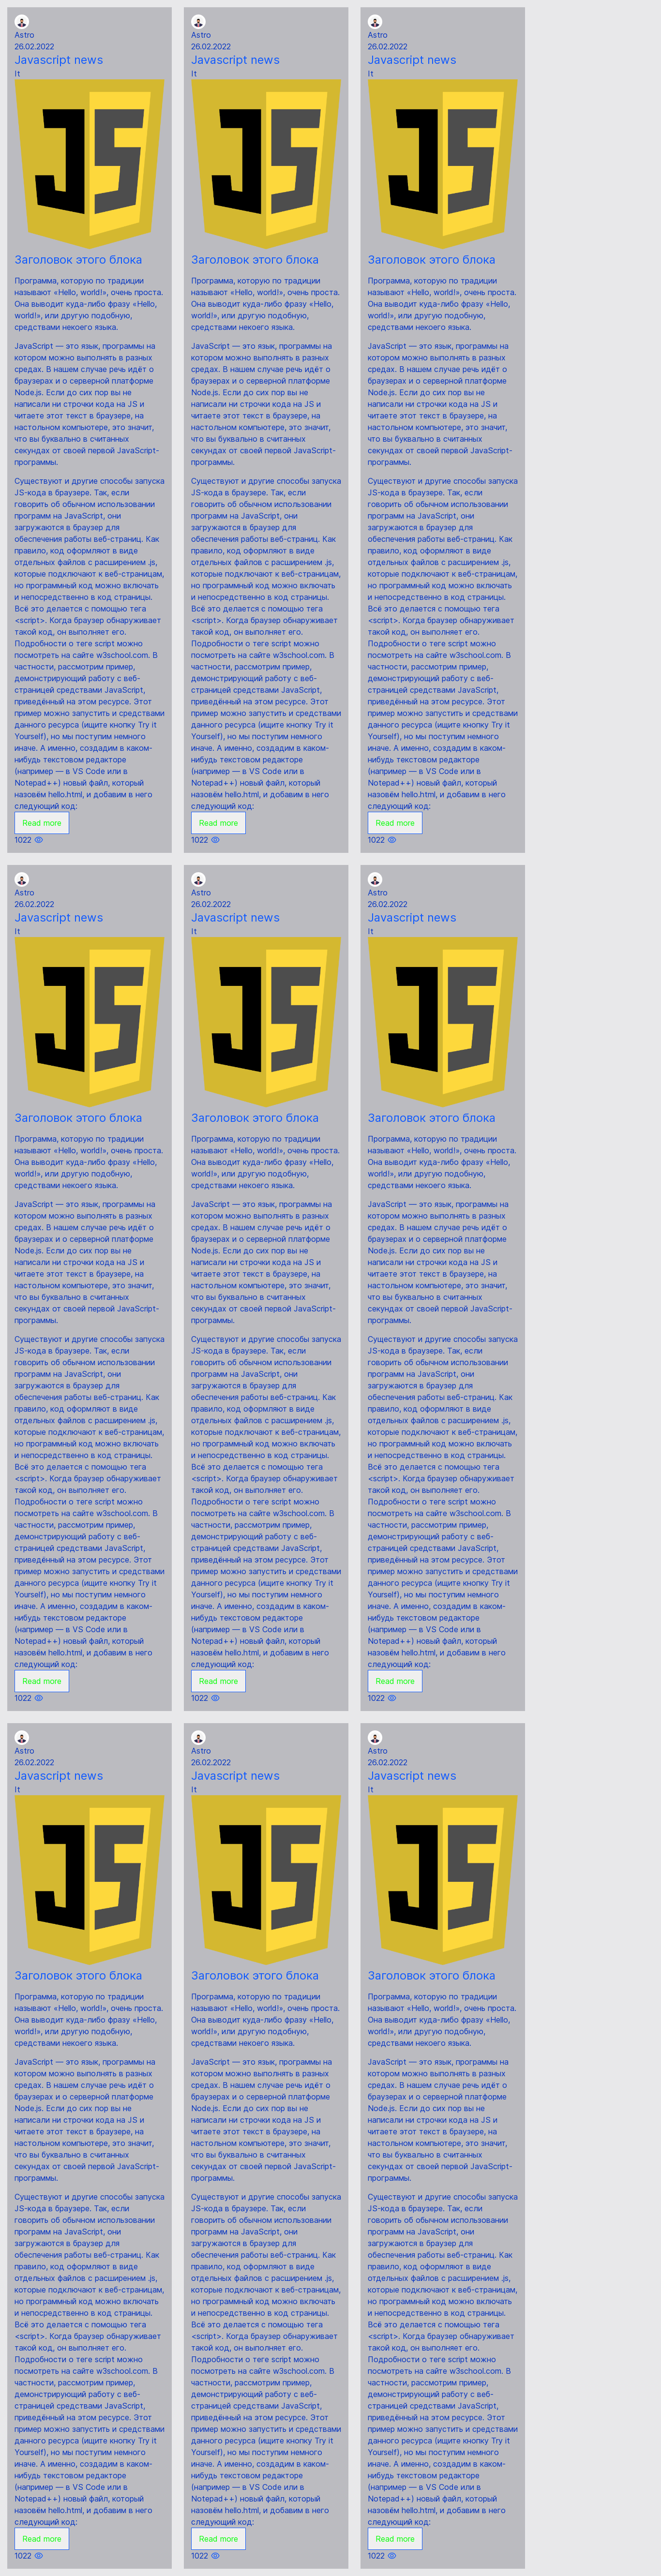 Astro
26.02.2022
Javascript news
It
Заголовок этого блока
Программа, которую по традиции
называют «Hello, world!», очень проста.
Она выводит куда-либо фразу «Hello,
world!», или другую подобную,
средствами некоего языка.
JavaScript — это язык, программы на
котором можно выполнять в разных
средах. В нашем случае речь идёт о
браузерах и о серверной платформе
Node.js. Если до сих пор вы не
написали ни строчки кода на JS и
читаете этот текст в браузере, на
настольном компьютере, это значит,
что вы буквально в считанных
секундах от своей первой JavaScript-
программы.
Существуют и другие способы запуска
JS-кода в браузере. Так, если
говорить об обычном использовании
программ на JavaScript, они
загружаются в браузер для
обеспечения работы веб-страниц. Как
правило, код оформляют в виде
отдельных файлов с расширением .js,
которые подключают к веб-страницам,
но программный код можно включать
и непосредственно в код страницы.
Всё это делается с помощью тега
<script>. Когда браузер обнаруживает
такой код, он выполняет его.
Подробности о теге script можно
посмотреть на сайте w3school.com. В
частности, рассмотрим пример,
демонстрирующий работу с веб-
страницей средствами JavaScript,
приведённый на этом ресурсе. Этот
пример можно запустить и средствами
данного ресурса (ищите кнопку Try it
Yourself), но мы поступим немного
иначе. А именно, создадим в каком-
нибудь текстовом редакторе
(например — в VS Code или в
Notepad++) новый файл, который
назовём hello.html, и добавим в него
следующий код:
Read more
1022
Astro
26.02.2022
Javascript news
It
Заголовок этого блока
Программа, которую по традиции
называют «Hello, world!», очень проста.
Она выводит куда-либо фразу «Hello,
world!», или другую подобную,
средствами некоего языка.
JavaScript — это язык, программы на
котором можно выполнять в разных
средах. В нашем случае речь идёт о
браузерах и о серверной платформе
Node.js. Если до сих пор вы не
написали ни строчки кода на JS и
читаете этот текст в браузере, на
настольном компьютере, это значит,
что вы буквально в считанных
секундах от своей первой JavaScript-
программы.
Существуют и другие способы запуска
JS-кода в браузере. Так, если
говорить об обычном использовании
программ на JavaScript, они
загружаются в браузер для
обеспечения работы веб-страниц. Как
правило, код оформляют в виде
отдельных файлов с расширением .js,
которые подключают к веб-страницам,
но программный код можно включать
и непосредственно в код страницы.
Всё это делается с помощью тега
<script>. Когда браузер обнаруживает
такой код, он выполняет его.
Подробности о теге script можно
посмотреть на сайте w3school.com. В
частности, рассмотрим пример,
демонстрирующий работу с веб-
страницей средствами JavaScript,
приведённый на этом ресурсе. Этот
пример можно запустить и средствами
данного ресурса (ищите кнопку Try it
Yourself), но мы поступим немного
иначе. А именно, создадим в каком-
нибудь текстовом редакторе
(например — в VS Code или в
Notepad++) новый файл, который
назовём hello.html, и добавим в него
следующий код:
Read more
1022
Astro
26.02.2022
Javascript news
It
Заголовок этого блока
Программа, которую по традиции
называют «Hello, world!», очень проста.
Она выводит куда-либо фразу «Hello,
world!», или другую подобную,
средствами некоего языка.
JavaScript — это язык, программы на
котором можно выполнять в разных
средах. В нашем случае речь идёт о
браузерах и о серверной платформе
Node.js. Если до сих пор вы не
написали ни строчки кода на JS и
читаете этот текст в браузере, на
настольном компьютере, это значит,
что вы буквально в считанных
секундах от своей первой JavaScript-
программы.
Существуют и другие способы запуска
JS-кода в браузере. Так, если
говорить об обычном использовании
программ на JavaScript, они
загружаются в браузер для
обеспечения работы веб-страниц. Как
правило, код оформляют в виде
отдельных файлов с расширением .js,
которые подключают к веб-страницам,
но программный код можно включать
и непосредственно в код страницы.
Всё это делается с помощью тега
<script>. Когда браузер обнаруживает
такой код, он выполняет его.
Подробности о теге script можно
посмотреть на сайте w3school.com. В
частности, рассмотрим пример,
демонстрирующий работу с веб-
страницей средствами JavaScript,
приведённый на этом ресурсе. Этот
пример можно запустить и средствами
данного ресурса (ищите кнопку Try it
Yourself), но мы поступим немного
иначе. А именно, создадим в каком-
нибудь текстовом редакторе
(например — в VS Code или в
Notepad++) новый файл, который
назовём hello.html, и добавим в него
следующий код:
Read more
1022
Astro
26.02.2022
Javascript news
It
Заголовок этого блока
Программа, которую по традиции
называют «Hello, world!», очень проста.
Она выводит куда-либо фразу «Hello,
world!», или другую подобную,
средствами некоего языка.
JavaScript — это язык, программы на
котором можно выполнять в разных
средах. В нашем случае речь идёт о
браузерах и о серверной платформе
Node.js. Если до сих пор вы не
написали ни строчки кода на JS и
читаете этот текст в браузере, на
настольном компьютере, это значит,
что вы буквально в считанных
секундах от своей первой JavaScript-
программы.
Существуют и другие способы запуска
JS-кода в браузере. Так, если
говорить об обычном использовании
программ на JavaScript, они
загружаются в браузер для
обеспечения работы веб-страниц. Как
правило, код оформляют в виде
отдельных файлов с расширением .js,
которые подключают к веб-страницам,
но программный код можно включать
и непосредственно в код страницы.
Всё это делается с помощью тега
<script>. Когда браузер обнаруживает
такой код, он выполняет его.
Подробности о теге script можно
посмотреть на сайте w3school.com. В
частности, рассмотрим пример,
демонстрирующий работу с веб-
страницей средствами JavaScript,
приведённый на этом ресурсе. Этот
пример можно запустить и средствами
данного ресурса (ищите кнопку Try it
Yourself), но мы поступим немного
иначе. А именно, создадим в каком-
нибудь текстовом редакторе
(например — в VS Code или в
Notepad++) новый файл, который
назовём hello.html, и добавим в него
следующий код:
Read more
1022
Astro
26.02.2022
Javascript news
It
Заголовок этого блока
Программа, которую по традиции
называют «Hello, world!», очень проста.
Она выводит куда-либо фразу «Hello,
world!», или другую подобную,
средствами некоего языка.
JavaScript — это язык, программы на
котором можно выполнять в разных
средах. В нашем случае речь идёт о
браузерах и о серверной платформе
Node.js. Если до сих пор вы не
написали ни строчки кода на JS и
читаете этот текст в браузере, на
настольном компьютере, это значит,
что вы буквально в считанных
секундах от своей первой JavaScript-
программы.
Существуют и другие способы запуска
JS-кода в браузере. Так, если
говорить об обычном использовании
программ на JavaScript, они
загружаются в браузер для
обеспечения работы веб-страниц. Как
правило, код оформляют в виде
отдельных файлов с расширением .js,
которые подключают к веб-страницам,
но программный код можно включать
и непосредственно в код страницы.
Всё это делается с помощью тега
<script>. Когда браузер обнаруживает
такой код, он выполняет его.
Подробности о теге script можно
посмотреть на сайте w3school.com. В
частности, рассмотрим пример,
демонстрирующий работу с веб-
страницей средствами JavaScript,
приведённый на этом ресурсе. Этот
пример можно запустить и средствами
данного ресурса (ищите кнопку Try it
Yourself), но мы поступим немного
иначе. А именно, создадим в каком-
нибудь текстовом редакторе
(например — в VS Code или в
Notepad++) новый файл, который
назовём hello.html, и добавим в него
следующий код:
Read more
1022
Astro
26.02.2022
Javascript news
It
Заголовок этого блока
Программа, которую по традиции
называют «Hello, world!», очень проста.
Она выводит куда-либо фразу «Hello,
world!», или другую подобную,
средствами некоего языка.
JavaScript — это язык, программы на
котором можно выполнять в разных
средах. В нашем случае речь идёт о
браузерах и о серверной платформе
Node.js. Если до сих пор вы не
написали ни строчки кода на JS и
читаете этот текст в браузере, на
настольном компьютере, это значит,
что вы буквально в считанных
секундах от своей первой JavaScript-
программы.
Существуют и другие способы запуска
JS-кода в браузере. Так, если
говорить об обычном использовании
программ на JavaScript, они
загружаются в браузер для
обеспечения работы веб-страниц. Как
правило, код оформляют в виде
отдельных файлов с расширением .js,
которые подключают к веб-страницам,
но программный код можно включать
и непосредственно в код страницы.
Всё это делается с помощью тега
<script>. Когда браузер обнаруживает
такой код, он выполняет его.
Подробности о теге script можно
посмотреть на сайте w3school.com. В
частности, рассмотрим пример,
демонстрирующий работу с веб-
страницей средствами JavaScript,
приведённый на этом ресурсе. Этот
пример можно запустить и средствами
данного ресурса (ищите кнопку Try it
Yourself), но мы поступим немного
иначе. А именно, создадим в каком-
нибудь текстовом редакторе
(например — в VS Code или в
Notepad++) новый файл, который
назовём hello.html, и добавим в него
следующий код:
Read more
1022
Astro
26.02.2022
Javascript news
It
Заголовок этого блока
Программа, которую по традиции
называют «Hello, world!», очень проста.
Она выводит куда-либо фразу «Hello,
world!», или другую подобную,
средствами некоего языка.
JavaScript — это язык, программы на
котором можно выполнять в разных
средах. В нашем случае речь идёт о
браузерах и о серверной платформе
Node.js. Если до сих пор вы не
написали ни строчки кода на JS и
читаете этот текст в браузере, на
настольном компьютере, это значит,
что вы буквально в считанных
секундах от своей первой JavaScript-
программы.
Существуют и другие способы запуска
JS-кода в браузере. Так, если
говорить об обычном использовании
программ на JavaScript, они
загружаются в браузер для
обеспечения работы веб-страниц. Как
правило, код оформляют в виде
отдельных файлов с расширением .js,
которые подключают к веб-страницам,
но программный код можно включать
и непосредственно в код страницы.
Всё это делается с помощью тега
<script>. Когда браузер обнаруживает
такой код, он выполняет его.
Подробности о теге script можно
посмотреть на сайте w3school.com. В
частности, рассмотрим пример,
демонстрирующий работу с веб-
страницей средствами JavaScript,
приведённый на этом ресурсе. Этот
пример можно запустить и средствами
данного ресурса (ищите кнопку Try it
Yourself), но мы поступим немного
иначе. А именно, создадим в каком-
нибудь текстовом редакторе
(например — в VS Code или в
Notepad++) новый файл, который
назовём hello.html, и добавим в него
следующий код:
Read more
1022
Astro
26.02.2022
Javascript news
It
Заголовок этого блока
Программа, которую по традиции
называют «Hello, world!», очень проста.
Она выводит куда-либо фразу «Hello,
world!», или другую подобную,
средствами некоего языка.
JavaScript — это язык, программы на
котором можно выполнять в разных
средах. В нашем случае речь идёт о
браузерах и о серверной платформе
Node.js. Если до сих пор вы не
написали ни строчки кода на JS и
читаете этот текст в браузере, на
настольном компьютере, это значит,
что вы буквально в считанных
секундах от своей первой JavaScript-
программы.
Существуют и другие способы запуска
JS-кода в браузере. Так, если
говорить об обычном использовании
программ на JavaScript, они
загружаются в браузер для
обеспечения работы веб-страниц. Как
правило, код оформляют в виде
отдельных файлов с расширением .js,
которые подключают к веб-страницам,
но программный код можно включать
и непосредственно в код страницы.
Всё это делается с помощью тега
<script>. Когда браузер обнаруживает
такой код, он выполняет его.
Подробности о теге script можно
посмотреть на сайте w3school.com. В
частности, рассмотрим пример,
демонстрирующий работу с веб-
страницей средствами JavaScript,
приведённый на этом ресурсе. Этот
пример можно запустить и средствами
данного ресурса (ищите кнопку Try it
Yourself), но мы поступим немного
иначе. А именно, создадим в каком-
нибудь текстовом редакторе
(например — в VS Code или в
Notepad++) новый файл, который
назовём hello.html, и добавим в него
следующий код:
Read more
1022
Astro
26.02.2022
Javascript news
It
Заголовок этого блока
Программа, которую по традиции
называют «Hello, world!», очень проста.
Она выводит куда-либо фразу «Hello,
world!», или другую подобную,
средствами некоего языка.
JavaScript — это язык, программы на
котором можно выполнять в разных
средах. В нашем случае речь идёт о
браузерах и о серверной платформе
Node.js. Если до сих пор вы не
написали ни строчки кода на JS и
читаете этот текст в браузере, на
настольном компьютере, это значит,
что вы буквально в считанных
секундах от своей первой JavaScript-
программы.
Существуют и другие способы запуска
JS-кода в браузере. Так, если
говорить об обычном использовании
программ на JavaScript, они
загружаются в браузер для
обеспечения работы веб-страниц. Как
правило, код оформляют в виде
отдельных файлов с расширением .js,
которые подключают к веб-страницам,
но программный код можно включать
и непосредственно в код страницы.
Всё это делается с помощью тега
<script>. Когда браузер обнаруживает
такой код, он выполняет его.
Подробности о теге script можно
посмотреть на сайте w3school.com. В
частности, рассмотрим пример,
демонстрирующий работу с веб-
страницей средствами JavaScript,
приведённый на этом ресурсе. Этот
пример можно запустить и средствами
данного ресурса (ищите кнопку Try it
Yourself), но мы поступим немного
иначе. А именно, создадим в каком-
нибудь текстовом редакторе
(например — в VS Code или в
Notepad++) новый файл, который
назовём hello.html, и добавим в него
следующий код:
Read more
1022